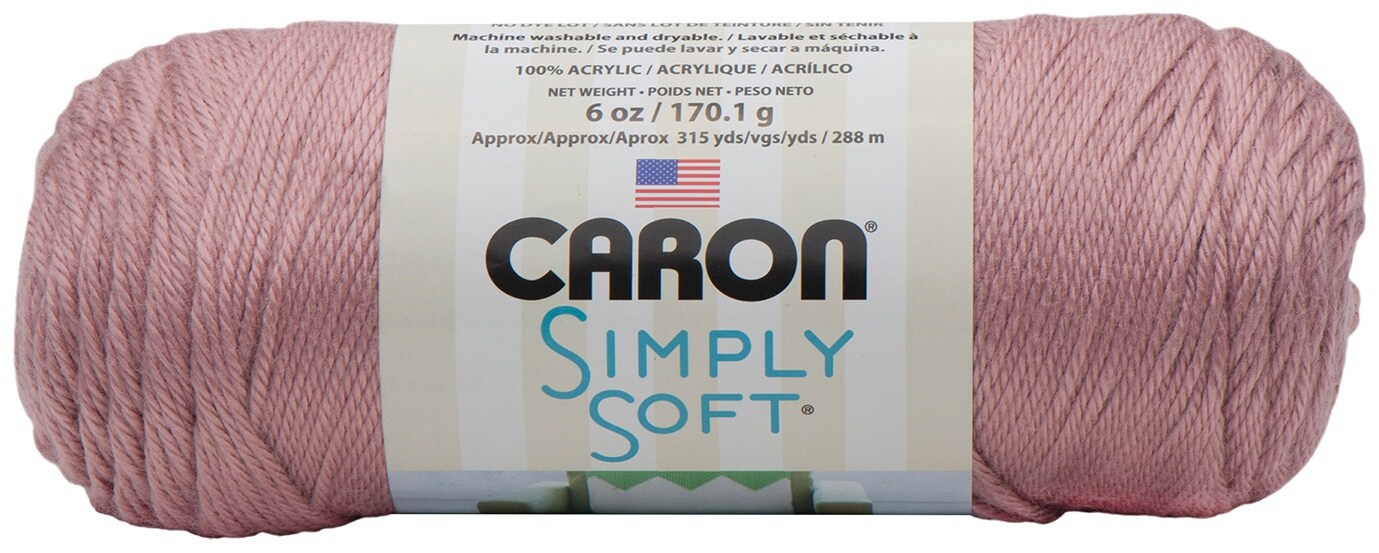 NO DYE LOT / SANS LOT DE TEINTURE / SIN TENIR
Machine washable and dryable. / Lavable et séchable à
la machine. / Se puede lavar y secar a máquina.
100% ACRYLIC / ACRYLIQUE / ACRÍLICO
NET WEIGHT • POIDS NET • PESO NETO
6 oz / 170.1 g
Approx/Approx/Aprox 315 yds/vgs/yds / 288 m
CARON®
SIMPLY
SOFT®